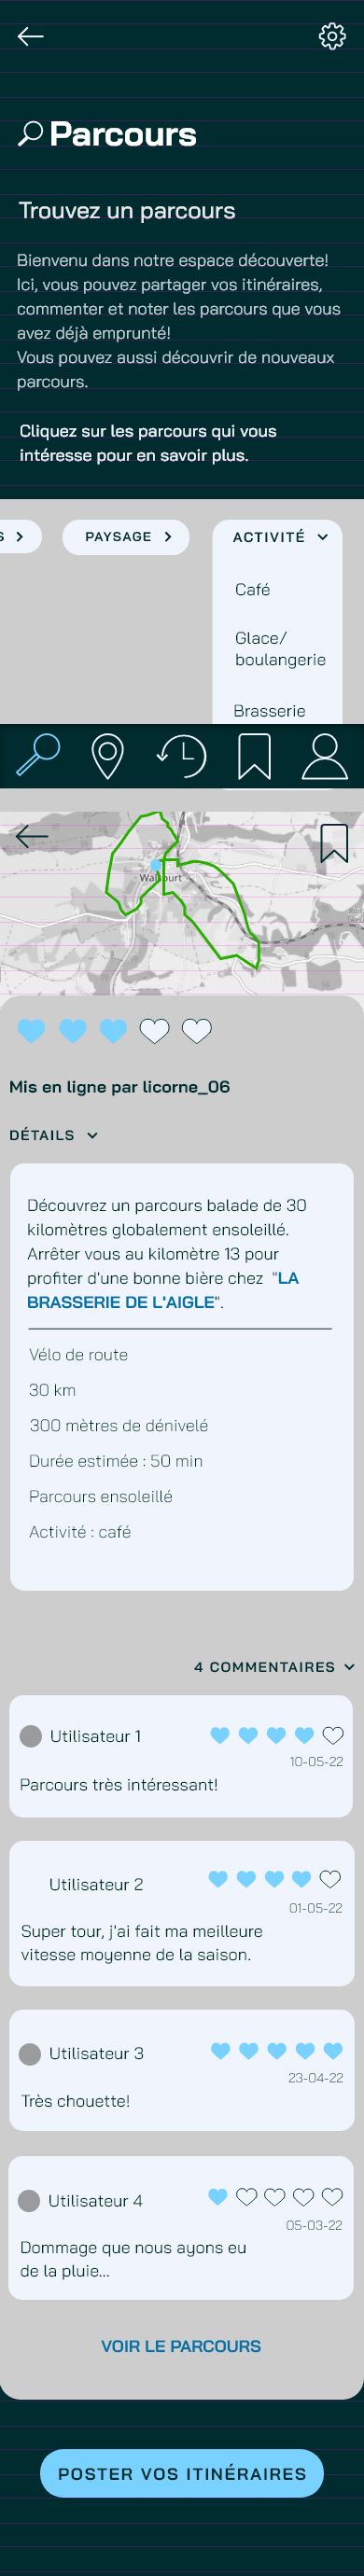 Parcours
Trouvez un parcours
Bienvenu dans notre espace découverte!
Ici, vous pouvez partager vos itinéraires,
commenter et noter les parcours que vous
avez déjà emprunté!
Vous pouvez aussi découvrir de nouveaux
parcours.
Cliquez sur les parcours qui vous
intéresse pour en savoir plus.
S > PAYSAGE > ACTIVITÉ
Café
Glace/
boulangerie
Brasserie
Mis en ligne par licorne_06
DÉTAILS
Découvrez un parcours balade de 30
kilomètres globalement ensoleillé.
Arrêter vous au kilomètre 13 pour
profiter d'une bonne bière chez "LA
BRASSERIE DE L'AIGLE".
Vélo de route
30 km
300 mètres de dénivelé
Durée estimée : 50 min
Parcours ensoleillé
Activité : café
4 COMMENTAIRES
Utilisateur 1
10-05-22
Parcours très intéressant!
Utilisateur 2
01-05-22
Super tour, j'ai fait ma meilleure
vitesse moyenne de la saison.
Utilisateur 3
23-04-22
Très chouette!
Utilisateur 4
05-03-22
Dommage que nous ayons eu
de la pluie...
VOIR LE PARCOURS
POSTER VOS ITINÉRAIRES